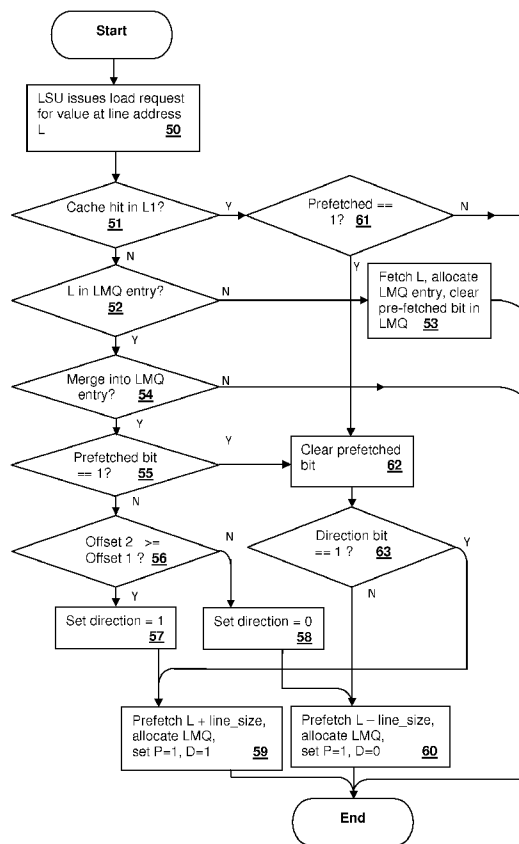 Start
LSU issues load request
for value at line address
L 50
Cache hit in L1?
51
Y
Prefetched ==
1? 61
N
N
Y
L in LMQ entry?
52
N
Fetch L, allocate
LMQ entry, clear
pre-fetched bit in
LMQ 53
Y
Merge into LMQ
entry? 54
N
Y
Prefetched bit
== 1? 55
Y
Clear prefetched
bit 62
N
Offset 2 >=
Offset 1 ? 56
N
Direction bit
== 1 ? 63
Y
Y
N
Set direction = 1
57
Set direction = 0
58
Prefetch L + line_size,
allocate LMQ,
set P=1, D=1 59
Prefetch L – line_size,
allocate LMQ,
set P=1, D=0 60
End